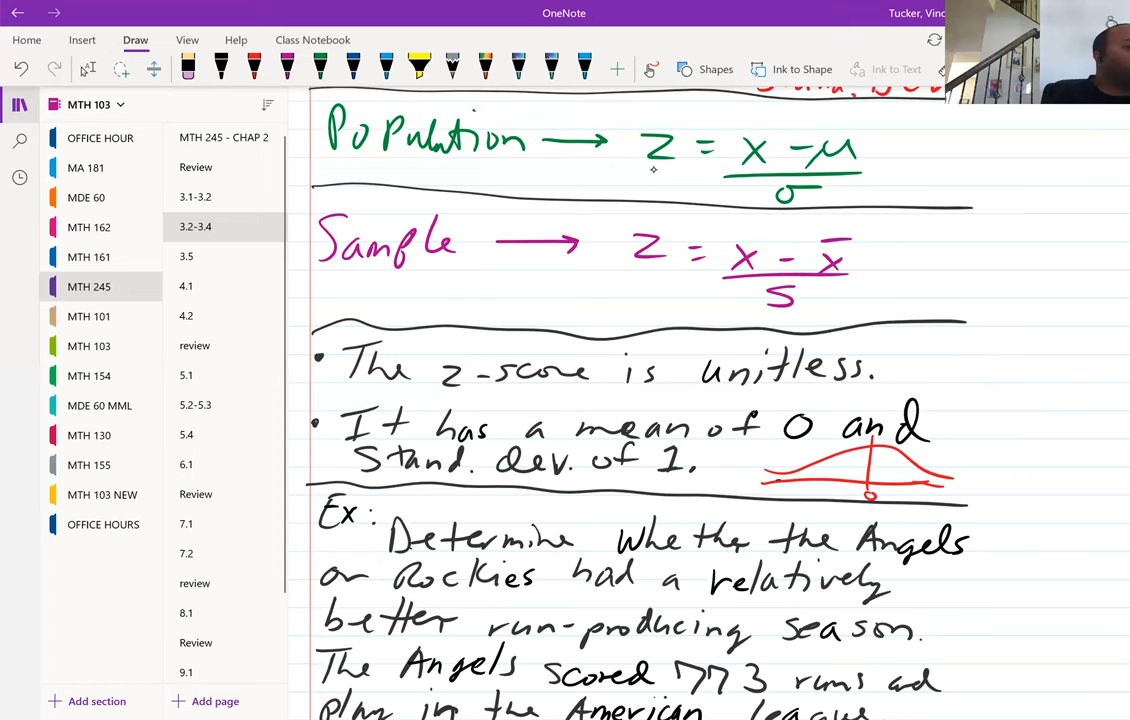 OneNote
Tucker, Vinc
Home Insert Draw View Help Class Notebook
Shapes Ink to Shape Ink to Text
MTH 103
OFFICE HOUR
MA 181
MDE 60
MTH 162
MTH 161
MTH 245
MTH 101
MTH 103
MTH 154
MDE 60 MML
MTH 130
MTH 155
MTH 103 NEW
OFFICE HOURS
Add section
MTH 245 - CHAP 2
Review
3.1-3.2
3.2-3.4
3.5
4.1
4.2
review
5.1
5.2-5.3
5.4
6.1
Review
7.1
7.2
review
8.1
Review
9.1
Add page
Population → z = x - μ
σ
Sample → z = x - x̄
s
• The z-score is unitless.
• It has a mean of 0 and
Stand. dev. of 1.
0
Ex:
Determine whether the Angels
or Rockies had a relatively
better run-producing season.
The Angels scored 773 runs and
play in the American league